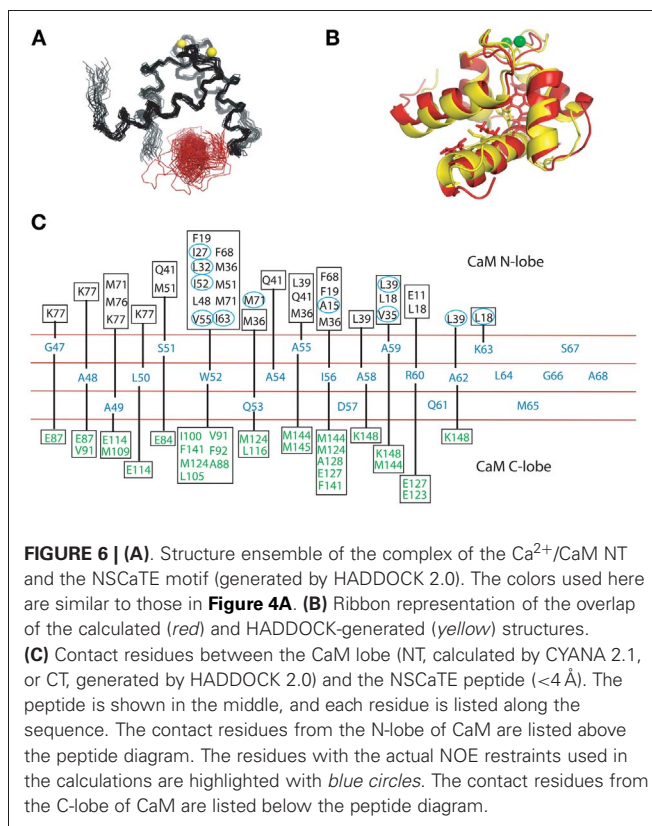 A
B
C
CaM N-lobe
F19
I27 F68
L32 M36
I52 M51
L48 M71
V55 I63
Q41
M51
K77
K77
M71
M76
K77
K77
M71
M36
Q41
L39
Q41
M36
F68
F19
A15
M36
L39
L39
L18
V35
E11
L18
L39
L18
G47 S51 A55 A59 K63 S67
A48 L50 W52 A54 I56 A58 R60 A62 L64 G66 A68
A49 Q53 D57 Q61 M65
E87
E87
V91
E114
M109
E114
E84
I100 V91
F141 F92
M124 A88
L105
M124
L116
M144
M145
M144
M124
A128
E127
F141
K148
K148
M144
E127
E123
K148
CaM C-lobe
FIGURE 6 | (A). Structure ensemble of the complex of the Ca2+/CaM NT
and the NSCaTE motif (generated by HADDOCK 2.0). The colors used here
are similar to those in Figure 4A. (B) Ribbon representation of the overlap
of the calculated (red) and HADDOCK-generated (yellow) structures.
(C) Contact residues between the CaM lobe (NT, calculated by CYANA 2.1,
or CT, generated by HADDOCK 2.0) and the NSCaTE peptide (<4 Å). The
peptide is shown in the middle, and each residue is listed along the
sequence. The contact residues from the N-lobe of CaM are listed above
the peptide diagram. The residues with the actual NOE restraints used in
the calculations are highlighted with blue circles. The contact residues from
the C-lobe of CaM are listed below the peptide diagram.